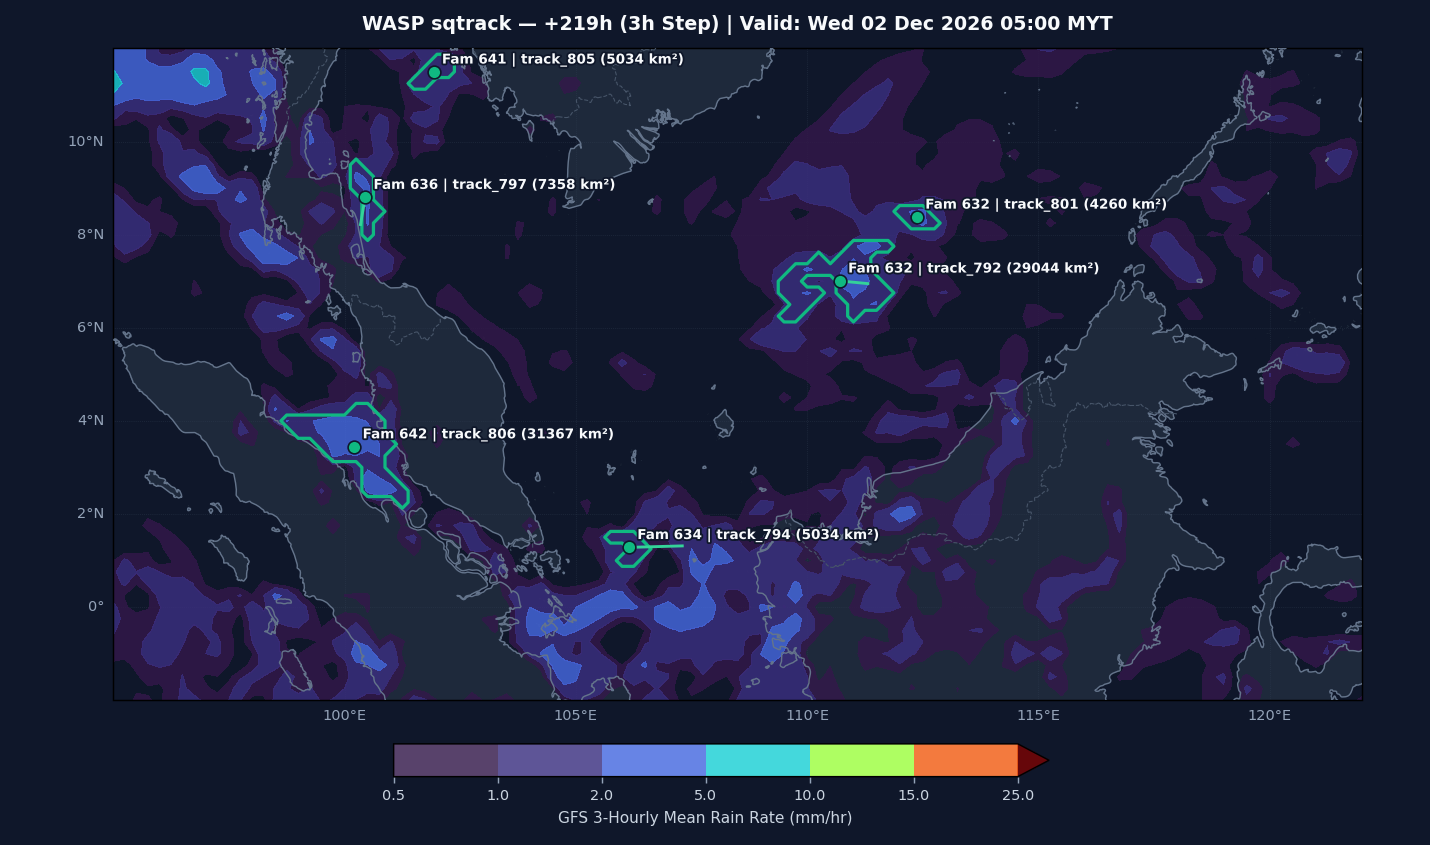 WASP sqtrack — +219h (3h Step) | Valid: Wed 02 Dec 2026 05:00 MYT
Fam 641 | track_805 (5034 km²)
10°N
Fam 636 | track_797 (7358 km²)
Fam 632 | track_801 (4260 km²)
8°N
Fam 632 | track_792 (29044 km²)
6°N
4°N
Fam 642 | track_806 (31367 km²)
2°N
Fam 634 | track_794 (5034 km²)
0°
100°E 105°E 110°E 115°E 120°E
0.5 1.0 2.0 5.0 10.0 15.0 25.0
GFS 3-Hourly Mean Rain Rate (mm/hr)